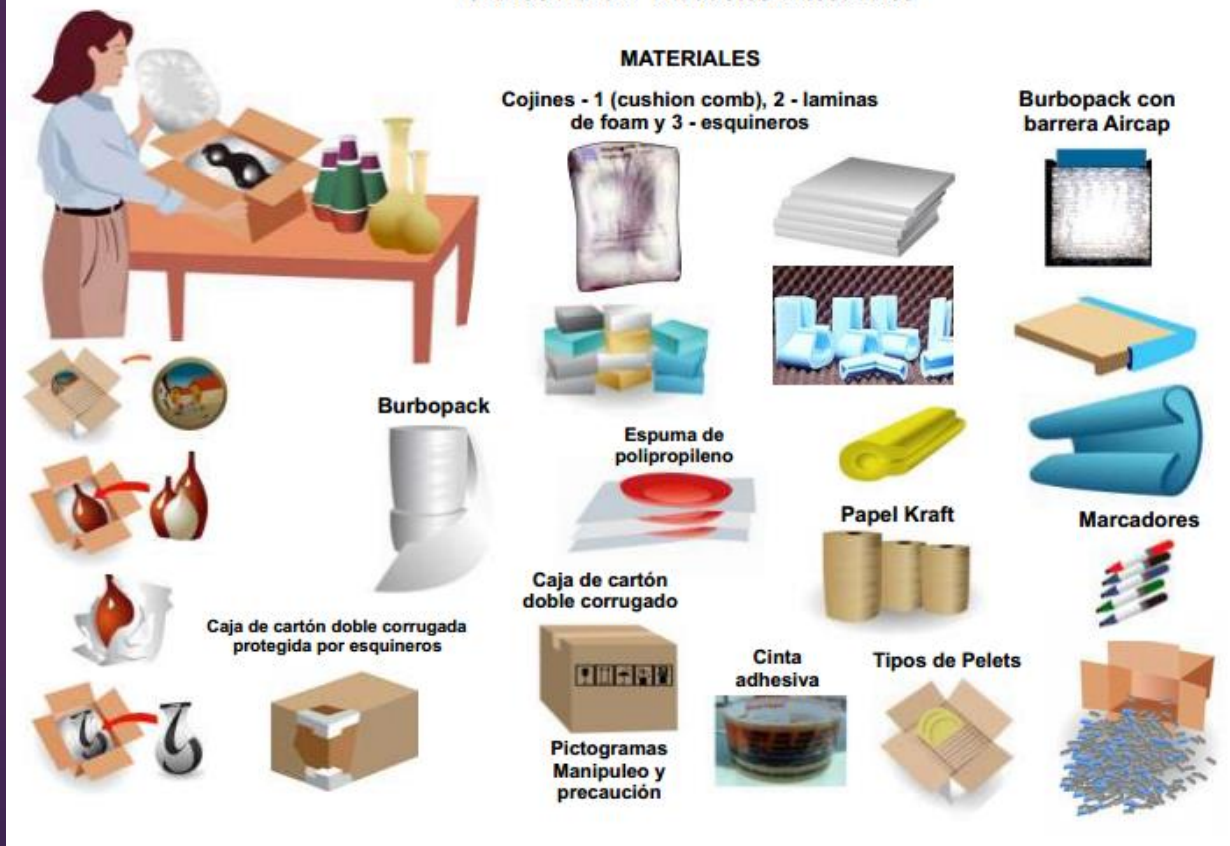 MATERIALES
Cojines - 1 (cushion comb), 2 - laminas
de foam y 3 - esquineros
Burbopack con
barrera Aircap
Burbopack
Espuma de
polipropileno
Papel Kraft
Marcadores
Caja de cartón
doble corrugado
Caja de cartón doble corrugada
protegida por esquineros
Cinta
adhesiva
Tipos de Pelets
Pictogramas
Manipuleo y
precaución